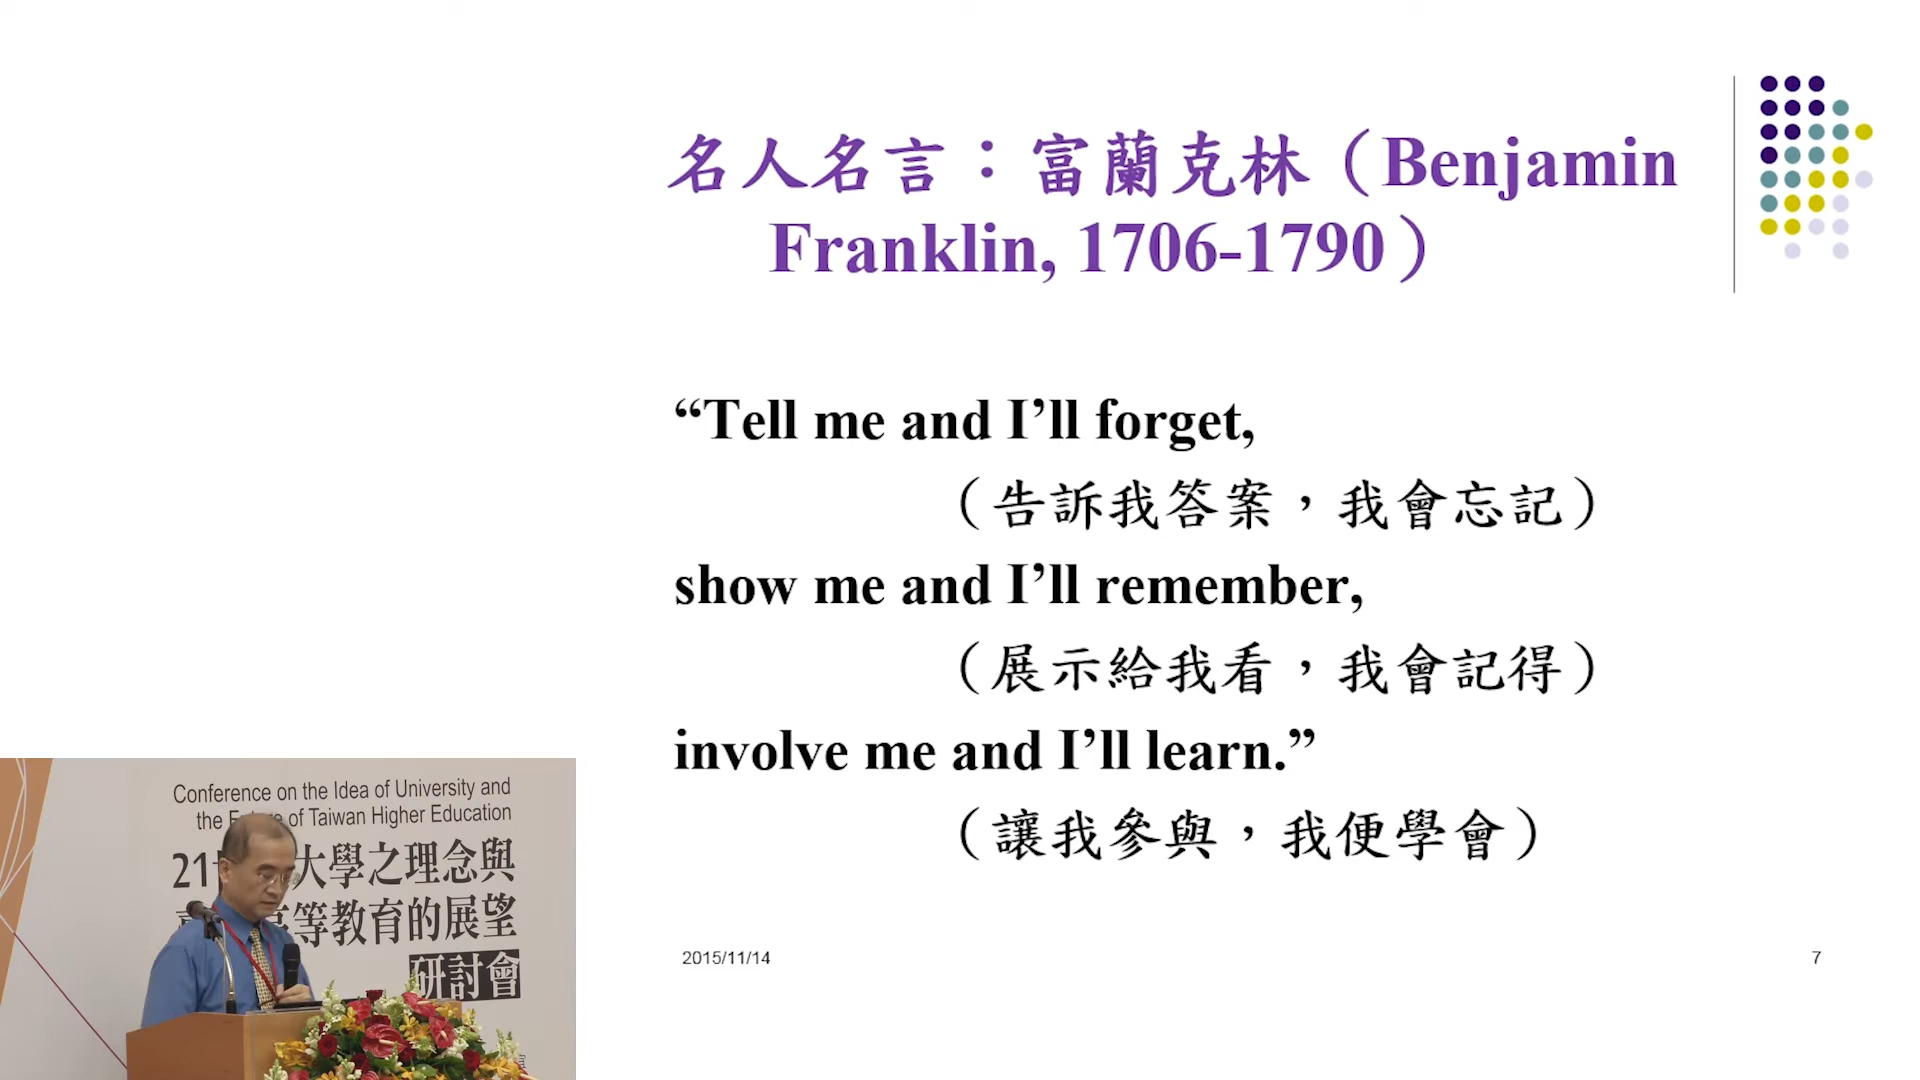 名人名言：富蘭克林（Benjamin
Franklin, 1706-1790）
“Tell me and I’ll forget,
（告訴我答案，我會忘記）
show me and I’ll remember,
（展示給我看，我會記得）
involve me and I’ll learn.”
（讓我參與，我便學會）
2015/11/14
7
Conference on the Idea of University and
the of Taiwan Higher Education
21 大學之理念與
等教育的展望
研討會